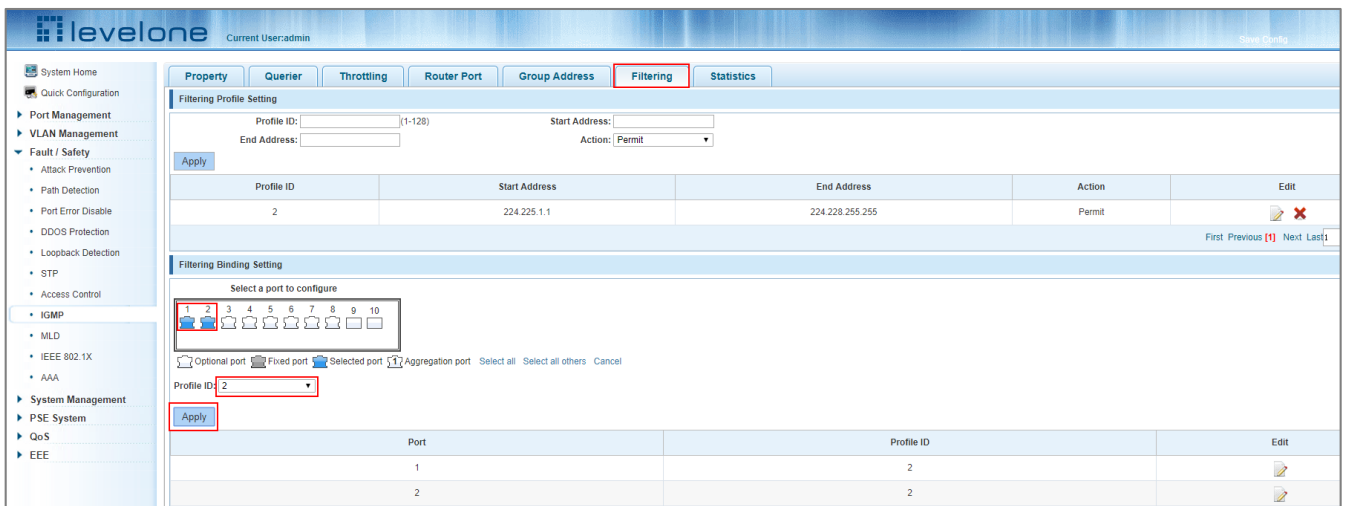 levelone Current User:admin Save Config
System Home
Quick Configuration
Port Management
VLAN Management
Fault / Safety
Attack Prevention
Path Detection
Port Error Disable
DDOS Protection
Loopback Detection
STP
Access Control
IGMP
MLD
IEEE 802.1X
AAA
System Management
PSE System
QoS
EEE
Property Querier Throttling Router Port Group Address Filtering Statistics
Filtering Profile Setting
Profile ID: (1-128) Start Address:
End Address: Action: Permit
Apply
Profile ID Start Address End Address Action Edit
2 224.225.1.1 224.228.255.255 Permit
First Previous [1] Next Last 1
Filtering Binding Setting
Select a port to configure
1 2 3 4 5 6 7 8 9 10
Optional port Fixed port Selected port 1 Aggregation port Select all Select all others Cancel
Profile ID: 2
Apply
Port Profile ID Edit
1 2
2 2